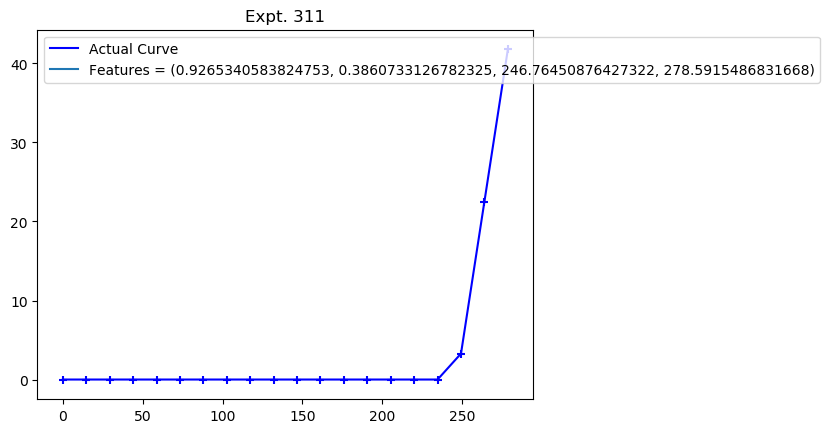 Expt. 311
Actual Curve
Features = (0.9265340583824753, 0.3860733126782325, 246.76450876427322, 278.5915486831668)
40
30
20
10
0
0 50 100 150 200 250